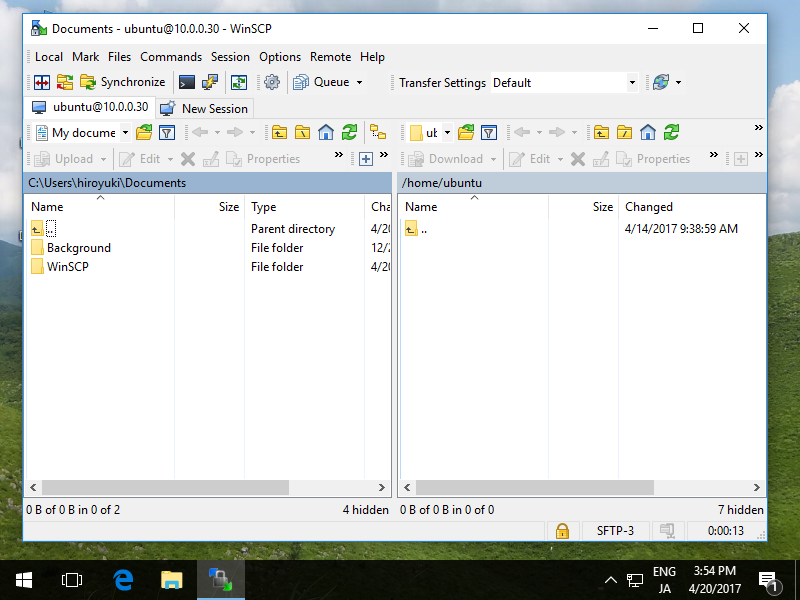 Documents - ubuntu@10.0.0.30 - WinSCP
Local Mark Files Commands Session Options Remote Help
Synchronize Queue Transfer Settings Default
ubuntu@10.0.0.30 New Session
My docume ub
Upload Edit Properties Download Edit Properties
C:\Users\hiroyuki\Documents /home/ubuntu
Name Size Type Cha Name Size Changed
.. Parent directory 4/20 .. 4/14/2017 9:38:59 AM
Background File folder 12/2
WinSCP File folder 4/20
0 B of 0 B in 0 of 2 4 hidden 0 B of 0 B in 0 of 0 7 hidden
SFTP-3 0:00:13
ENG 3:54 PM
JA 4/20/2017 1